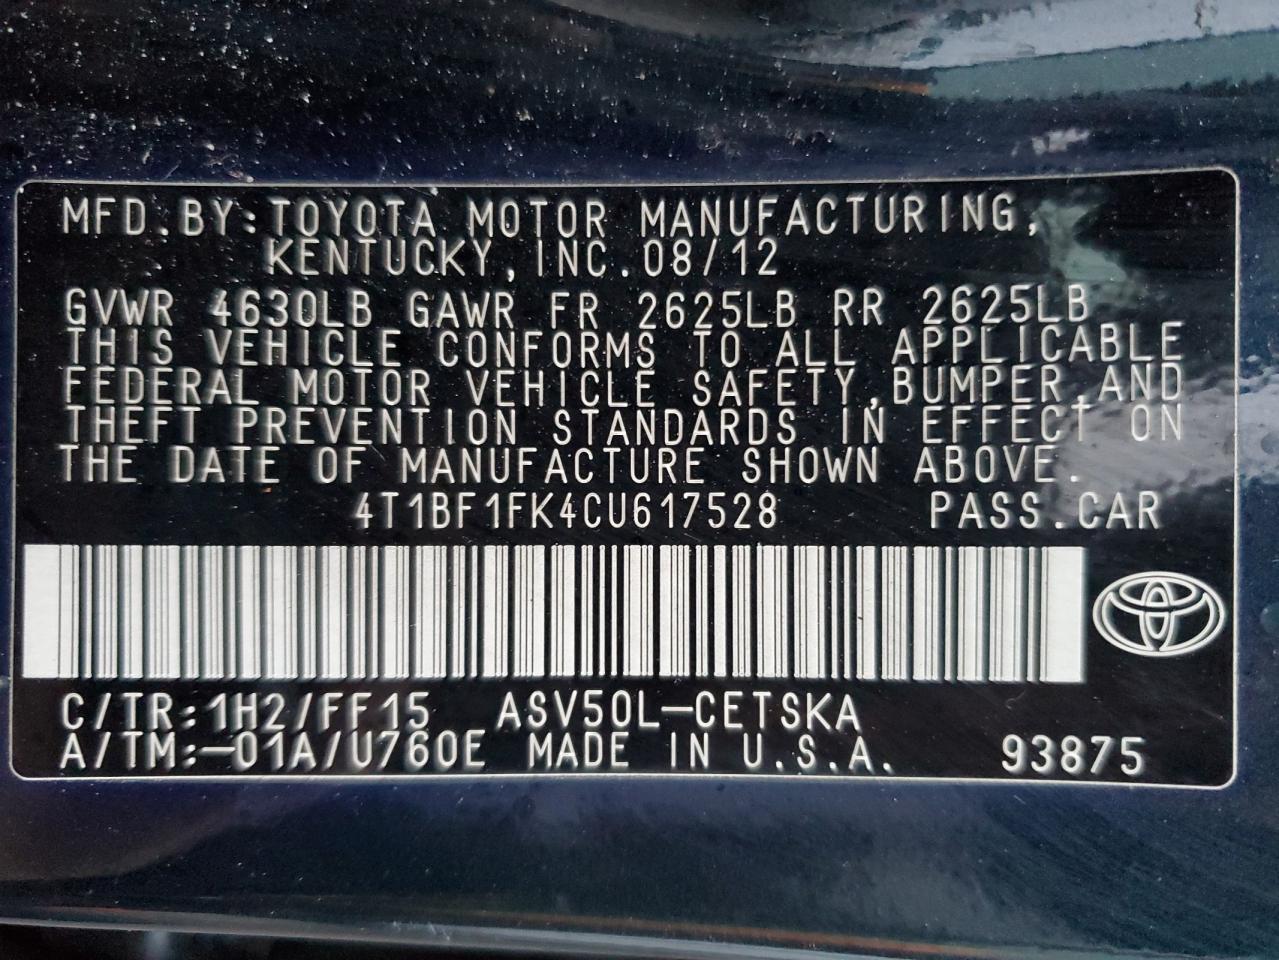 MFD.BY:TOYOTA MOTOR MANUFACTURING,
KENTUCKY,INC.08/12
GVWR 4630LB GAWR FR 2625LB RR 2625LB
THIS VEHICLE CONFORMS TO ALL APPLICABLE
FEDERAL MOTOR VEHICLE SAFETY,BUMPER,AND
THEFT PREVENTION STANDARDS IN EFFECT ON
THE DATE OF MANUFACTURE SHOWN ABOVE.
4T1BF1FK4CU617528 PASS.CAR
C/TR:1H2/FF15 ASV50L-CETSKA
A/TM:-01A/U760E MADE IN U.S.A. 93875